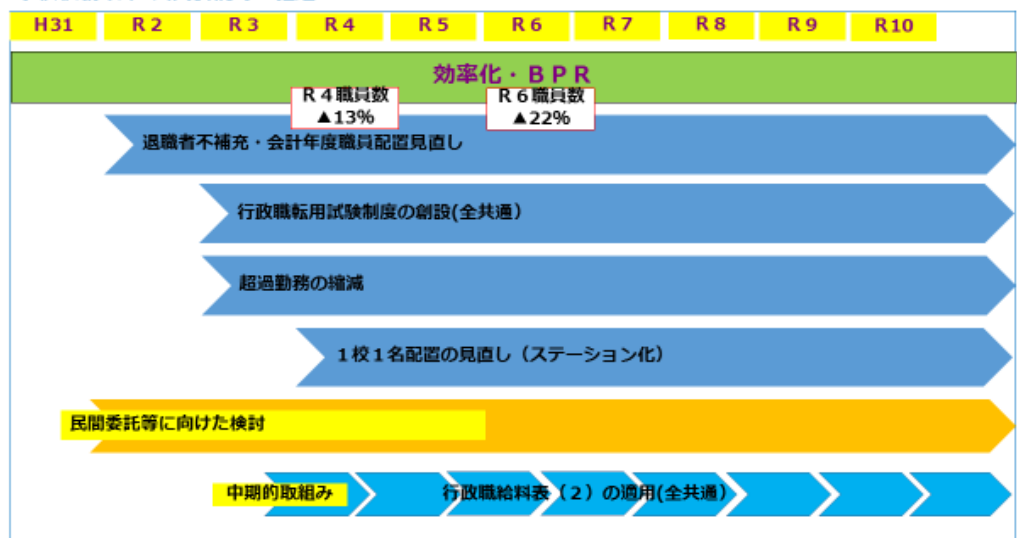 H31 R2 R3 R4 R5 R6 R7 R8 R9 R10
効率化・BPR
R4職員数 R6職員数
▲13% ▲22%
退職者不補充・会計年度職員配置見直し
行政職転用試験制度の創設(全共通)
超過勤務の縮減
1校1名配置の見直し（ステーション化）
民間委託等に向けた検討
中期的取組み 行政職給料表（2）の適用(全共通)